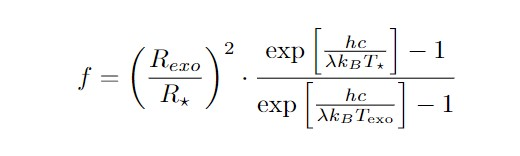 f = \left( \frac{R_{exo}}{R_\star} \right)^2 \cdot \frac{\exp\left[ \frac{hc}{\lambda k_B T_\star} \right] - 1}{\exp\left[ \frac{hc}{\lambda k_B T_{\text{exo}}} \right] - 1}